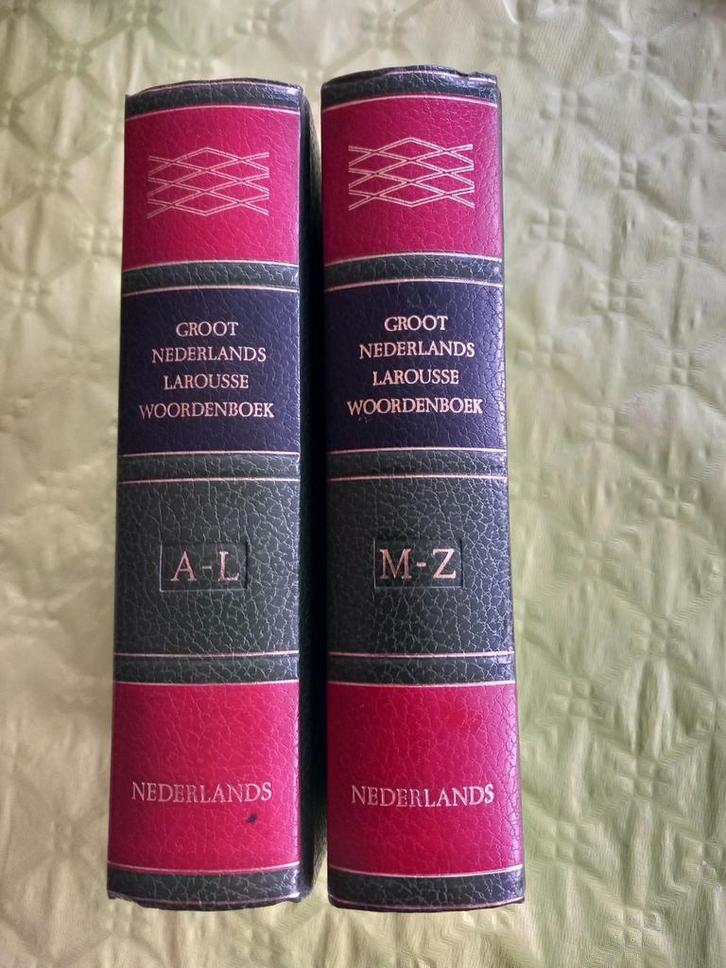 GROOT
NEDERLANDS
LAROUSSE
WOORDENBOEK
A-L
NEDERLANDS
GROOT
NEDERLANDS
LAROUSSE
WOORDENBOEK
M-Z
NEDERLANDS